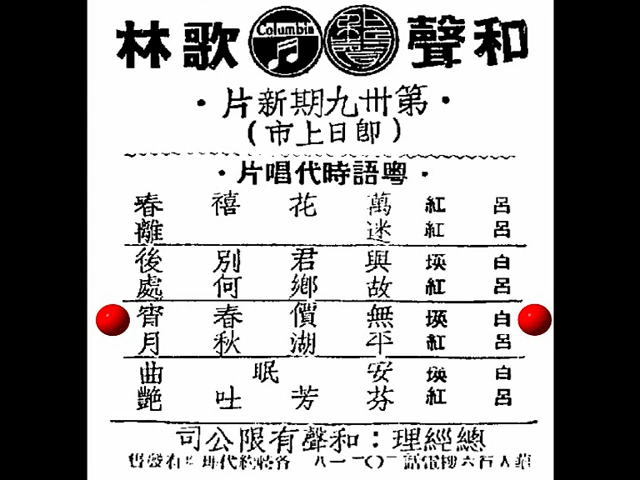 和聲 Columbia 歌林
·第卅九期新片·
(即日上市)
·粵語時代唱片·
呂 紅 萬花禧春
呂 紅 迷離
白 瑛 與君別後
呂 紅 故鄉何處
白 瑛 無價春宵
呂 紅 平湖秋月
白 瑛 安眠曲
呂 紅 芬芳吐艷
總經理：和聲有限公司